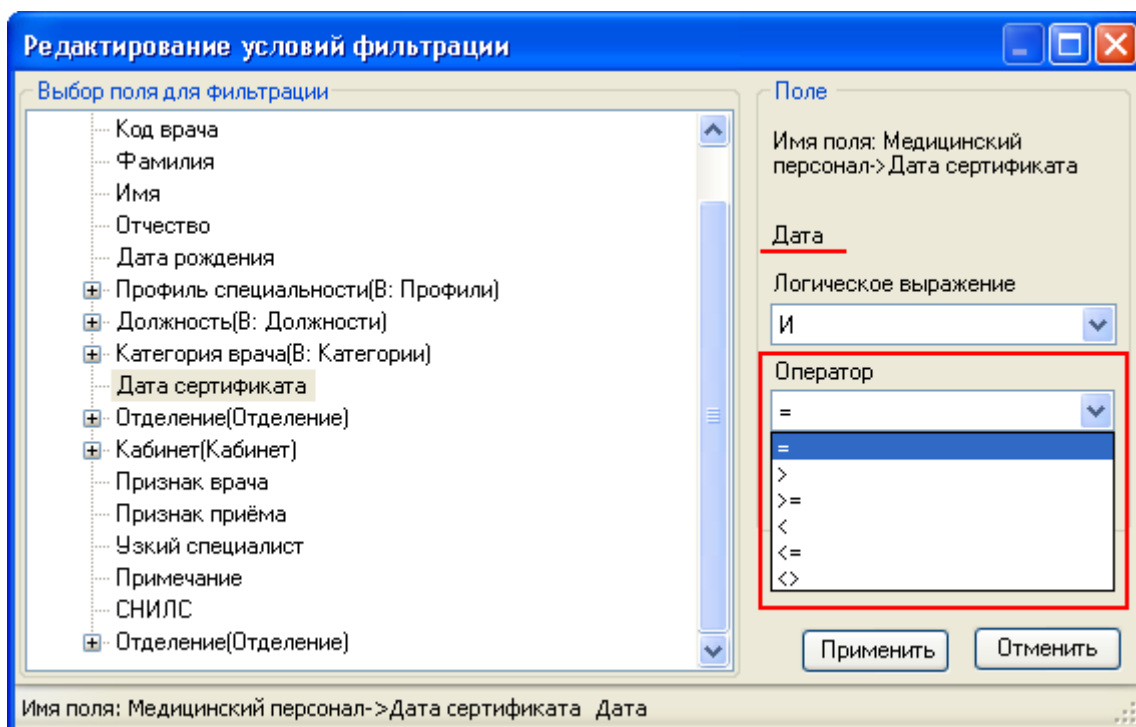 Редактирование условий фильтрации
Выбор поля для фильтрации
Код врача
Фамилия
Имя
Отчество
Дата рождения
Профиль специальности(В: Профили)
Должность(В: Должности)
Категория врача(В: Категории)
Дата сертификата
Отделение(Отделение)
Кабинет(Кабинет)
Признак врача
Признак приёма
Узкий специалист
Примечание
СНИЛС
Отделение(Отделение)
Поле
Имя поля: Медицинский
персонал->Дата сертификата
Дата
Логическое выражение
И
Оператор
=
=
>
>=
<
<=
<>
Применить
Отменить
Имя поля: Медицинский персонал->Дата сертификата Дата